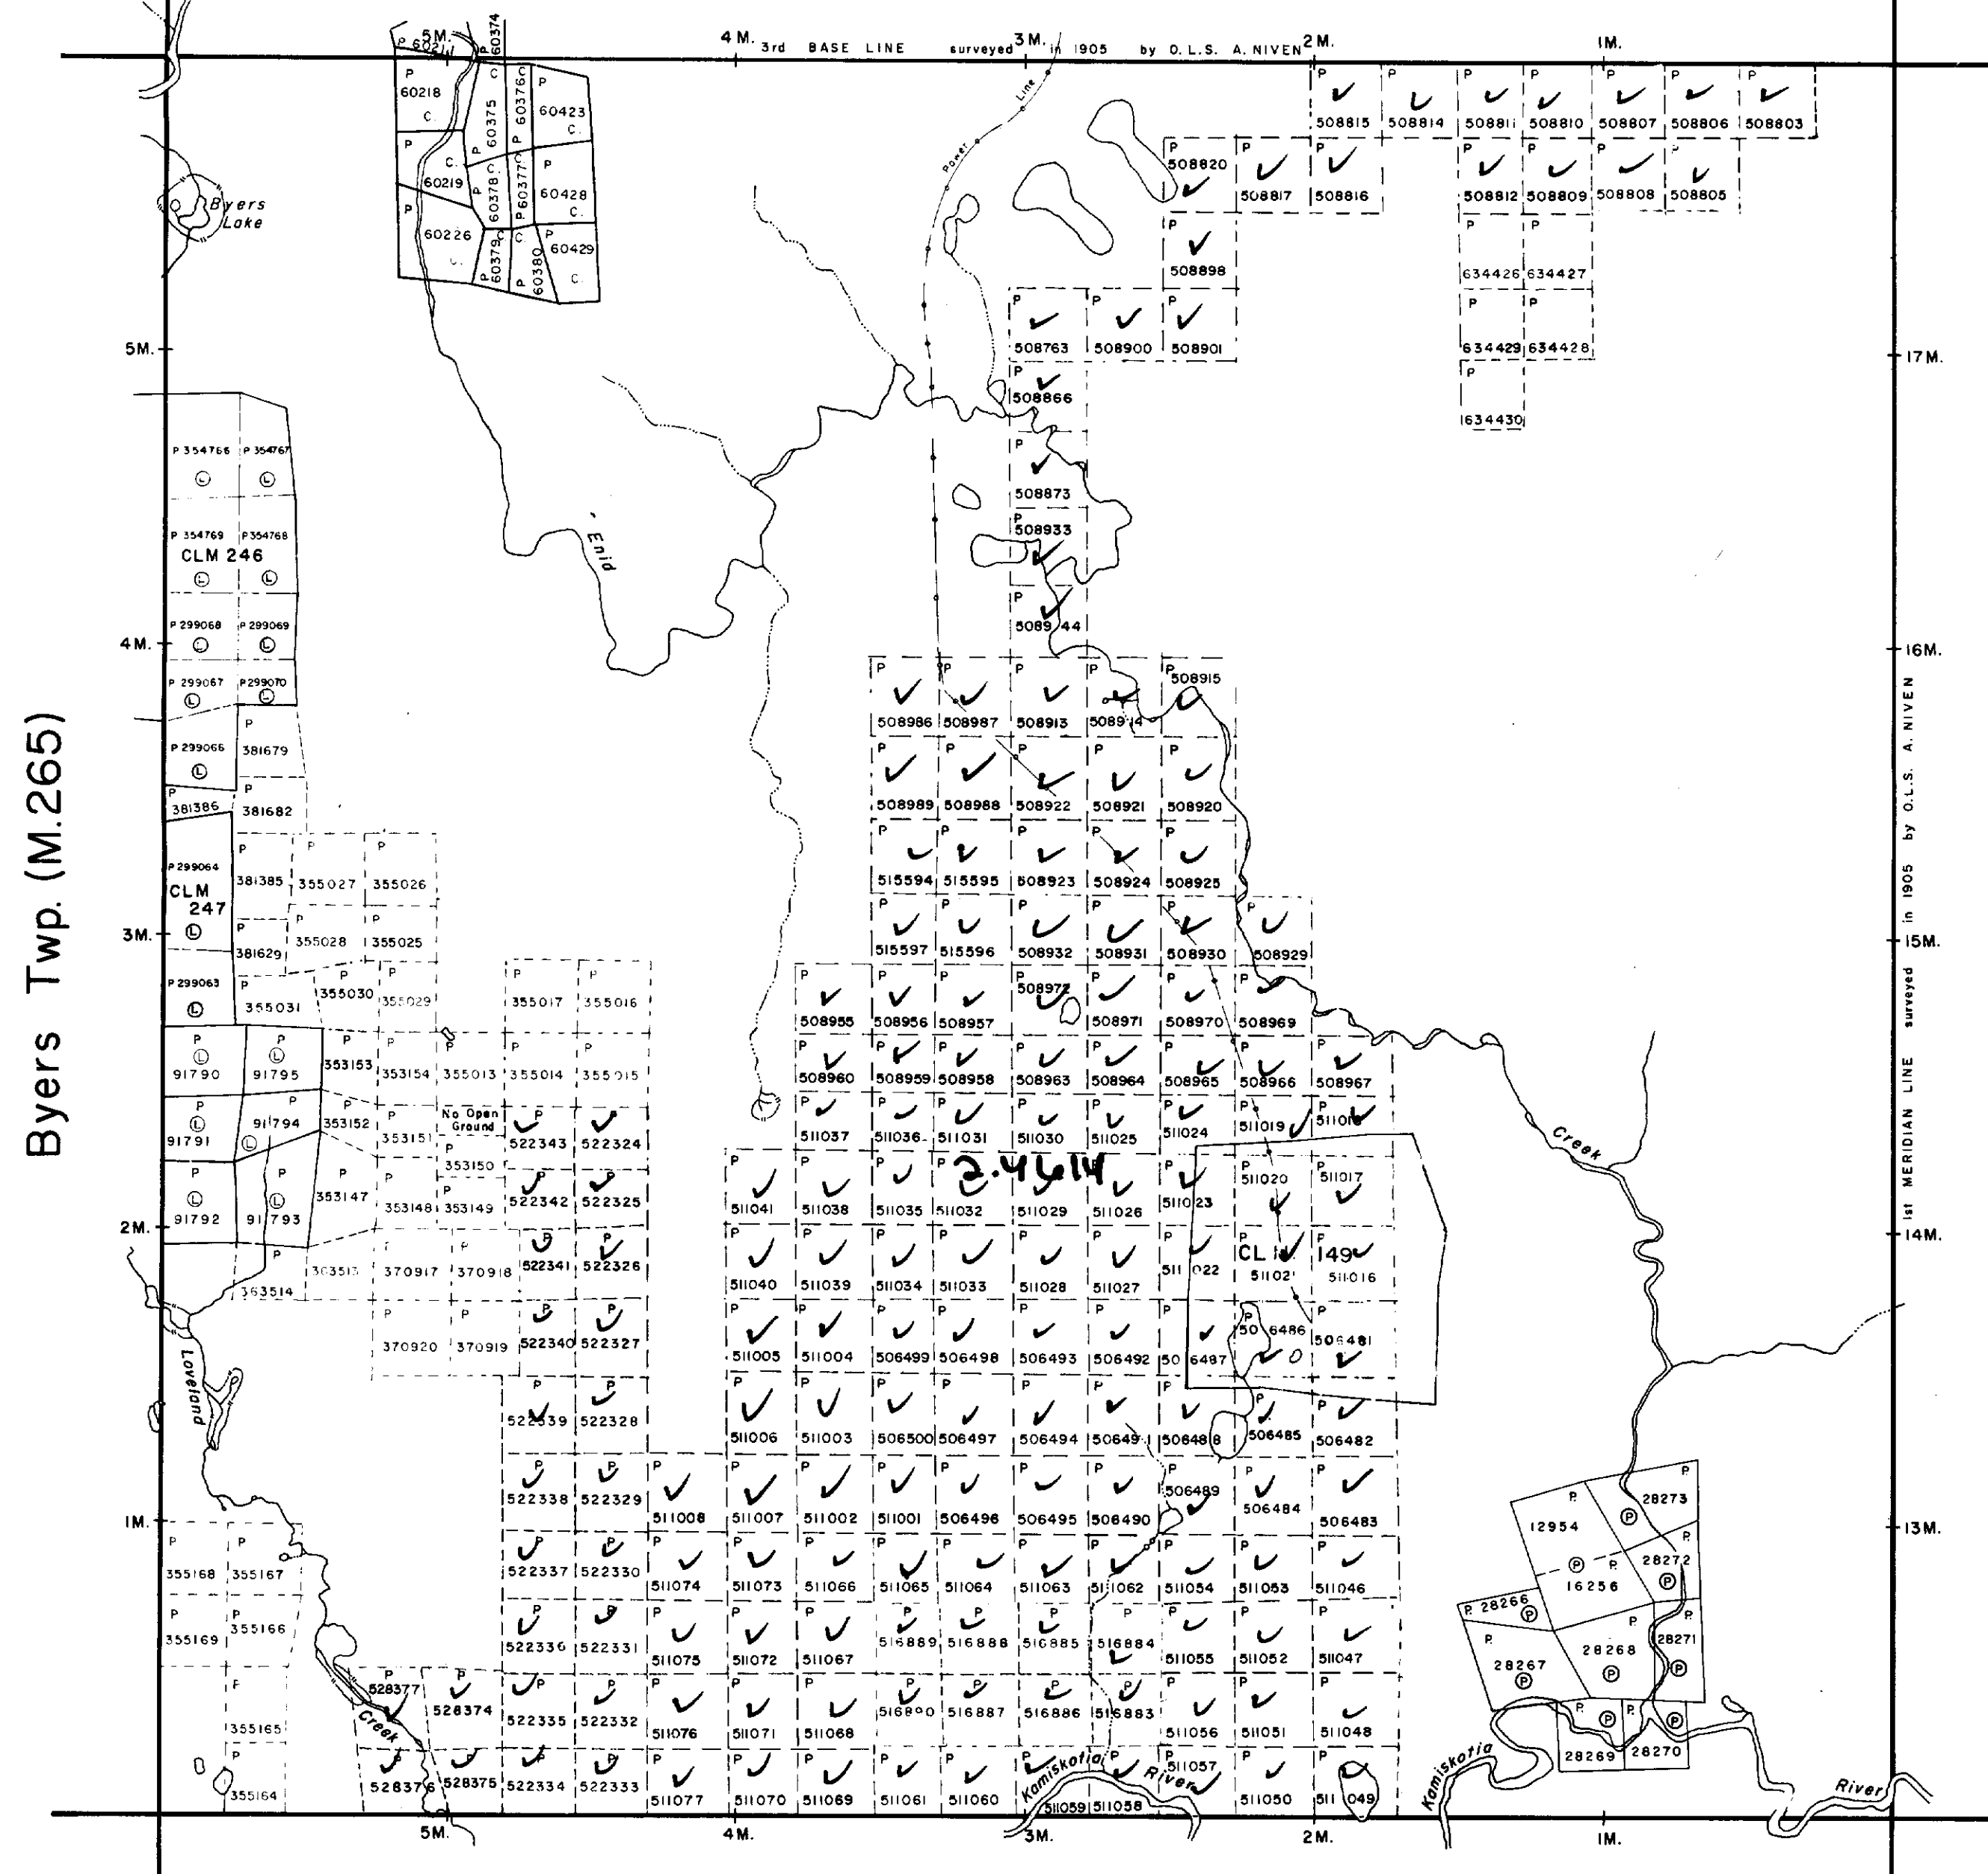 5M. 4M. 3M. 2M. 1M.
3rd BASE LINE surveyed in 1905 by O.L.S. A. NIVEN
P 60374
P 60218 C.
P 60375 C
P 60376 C
P 60423 C.
P 60219 C.
P 60378 C
P 60377 C
P 60428 C.
P 60226 C.
P 60379 C
P 60380 C
P 60429 C.
Byers Lake
Power Line
P 508815
P 508814
P 508811
P 508810
P 508807
P 508806
P 508803
P 508820
P 508817
P 508816
P 508812
P 508809
P 508808
P 508805
P 508898
P 634426
P 634427
P 508763
P 508900
P 508901
P 634429
P 634428
5M.
17M.
P 508866
P 634430
P 354766 L
P 354767 L
P 508873
P 354769
P 354768
CLM 246
L
P 508933
Enid
P 299068 L
P 299069 L
P 508944
4M.
16M.
P 299067 L
P 299070 L
P 508986
P 508987
P 508913
P 508914
P 508915
P 299066 L
P 381679
P 381386
P 381682
P 508989
P 508988
P 508922
P 508921
P 508920
Byers Twp. (M.265)
P 299064
CLM 247
L
P 381385
P 355027
P 355026
P 515594
P 515595
P 508923
P 508924
P 508925
3M.
15M.
P 381629
P 355028
P 355025
P 515597
P 515596
P 508932
P 508931
P 508930
P 508929
P 299063 L
P 355031
P 355030
P 355029
P 355017
P 355016
P 508955
P 508956
P 508957
P 508972
P 508971
P 508970
P 508969
P 91790 L
P 91795 L
P 353153
P 353154
P 355013
P 355014
P 355015
P 508960
P 508959
P 508958
P 508963
P 508964
P 508965
P 508966
P 508967
P 91791 L
P 91794 L
P 353152
P 353151
No Open Ground
P 522343
P 522324
P 511037
P 511036
P 511031
P 511030
P 511025
P 511024
P 511019
Creek
P 353150
P 91792 L
P 91793 L
P 353147
P 353148
P 353149
P 522342
P 522325
2.4614
P 511041
P 511038
P 511035
P 511032
P 511029
P 511026
P 511023
P 511020
P 511017
2M.
14M.
1st MERIDIAN LINE surveyed in 1905 by O.L.S. A. NIVEN
P 363514
363513
P 370917
P 370918
P 522341
P 522326
P 511040
P 511039
P 511034
P 511033
P 511028
P 511027
P 511022
149
511016
P 370920
P 370919
P 522340
P 522327
P 511005
P 511004
P 506499
P 506498
P 506493
P 506492
P 506487
P 506486
P 506481
Loveland
P 522339
P 522328
P 511006
P 511003
P 506500
P 506497
P 506494
P 506491
P 506488
P 506485
P 506482
P 522338
P 522329
P 511008
P 511007
P 511002
P 511001
P 506496
P 506495
P 506490
P 506489
P 506484
P 506483
1M.
13M.
P 12954
P 28273 P
P 355168
P 355167
P 522337
P 522330
P 511074
P 511073
P 511066
P 511065
P 511064
P 511063
P 511062
P 511054
P 511053
P 511046
P 16256 P
P 28272 P
P 28266 P
P 355169
P 355166
P 522336
P 522331
P 511075
P 511072
P 511067
P 516889
P 516888
P 516885
P 516884
P 511055
P 511052
P 511047
P 28267 P
P 28268 P
P 28271 P
P 355165
P 528377
P 528374
P 522335
P 522332
P 511076
P 511071
P 511068
P 516890
P 516887
P 516886
P 516883
P 511056
P 511051
P 511048
Creek
P 28269 P
P 28270 P
P 355164
P 528376
P 528375
P 522334
P 522333
P 511077
P 511070
P 511069
P 511061
P 511060
P 511059
P 511058
P 511057
P 511050
P 511049
Kamiskotia River
Kamiskotia River
5M. 4M. 3M. 2M. 1M.